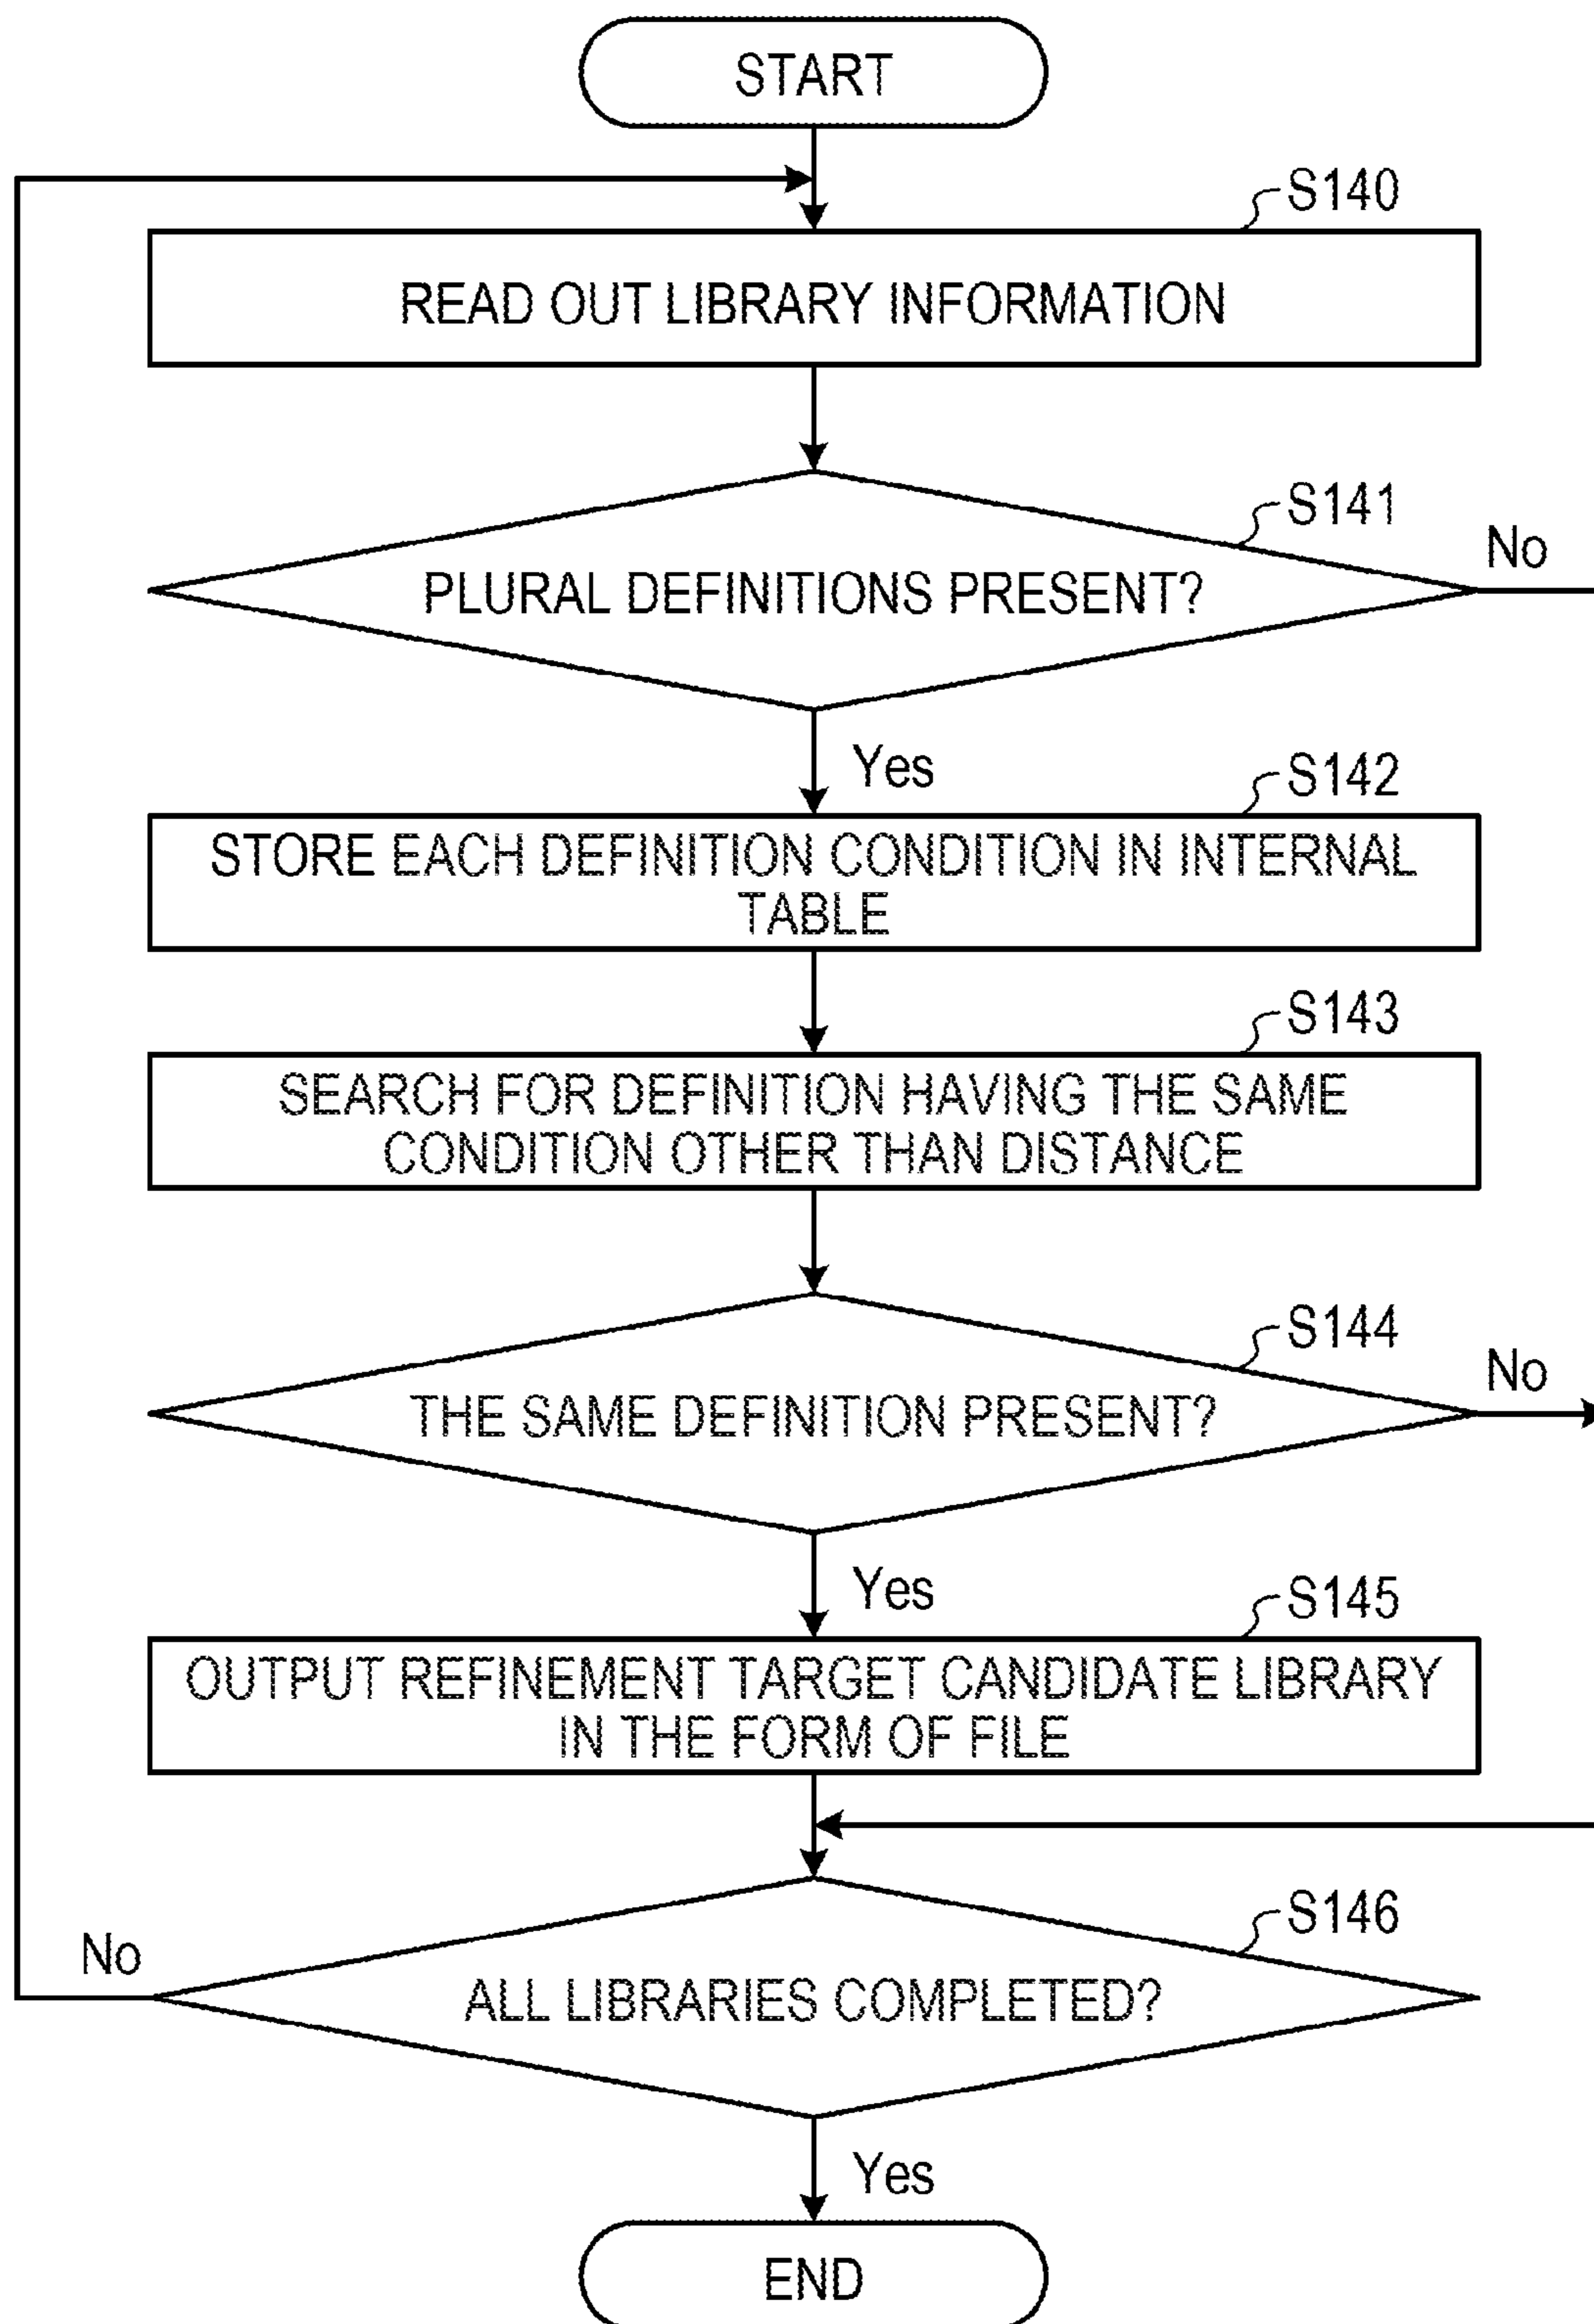 START
S140
READ OUT LIBRARY INFORMATION
S141
No
PLURAL DEFINITIONS PRESENT?
Yes
S142
STORE EACH DEFINITION CONDITION IN INTERNAL
TABLE
S143
SEARCH FOR DEFINITION HAVING THE SAME
CONDITION OTHER THAN DISTANCE
S144
No
THE SAME DEFINITION PRESENT?
Yes
S145
OUTPUT REFINEMENT TARGET CANDIDATE LIBRARY
IN THE FORM OF FILE
S146
No
ALL LIBRARIES COMPLETED?
Yes
END